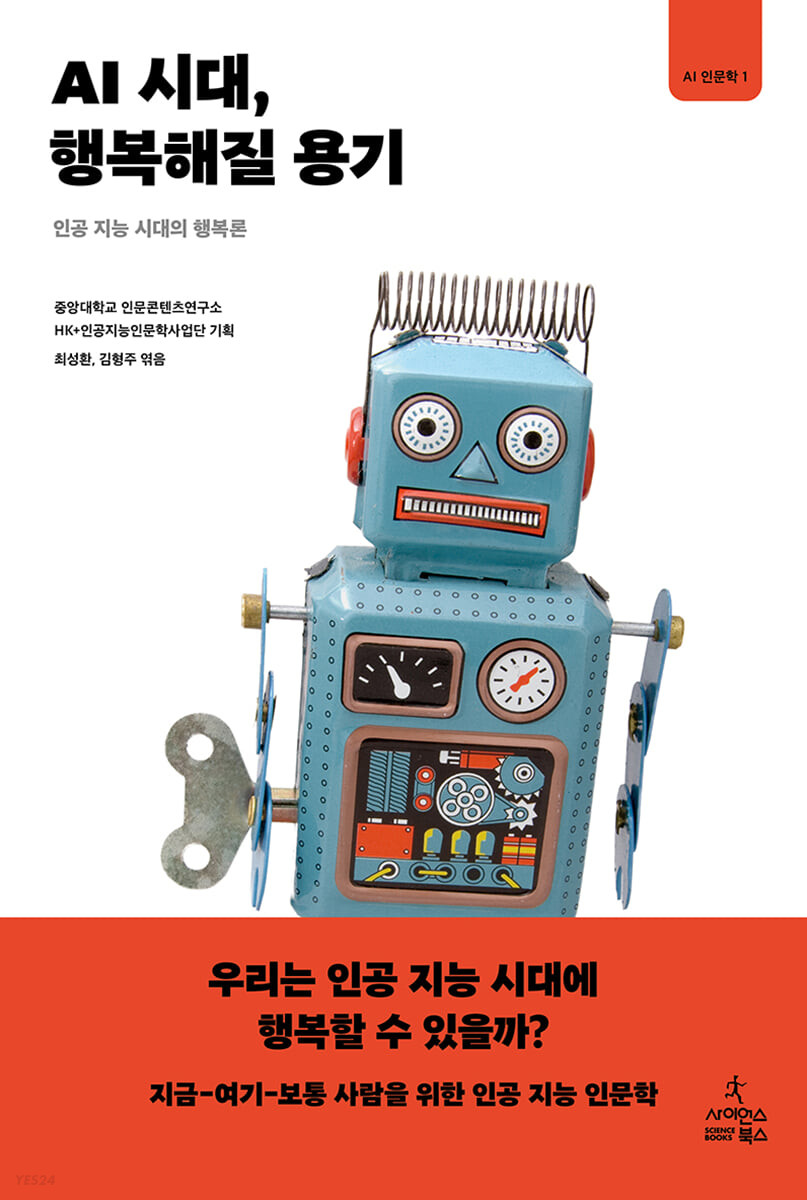 AI 시대,
행복해질 용기
AI 인문학 1
인공 지능 시대의 행복론
중앙대학교 인문콘텐츠연구소
HK+인공지능인문학사업단 기획
최성환, 김형주 엮음
우리는 인공 지능 시대에
행복할 수 있을까?
지금-여기-보통 사람을 위한 인공 지능 인문학
사이언스
SCIENCE
BOOKS
북스
YES24